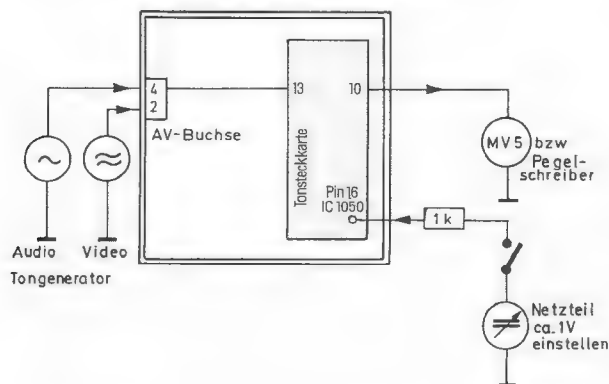 4
2
AV-Buchse
13
10
Tonsteckkarte
Pin 16
IC 1050
MV5 bzw
Pegel-
schreiber
1k
Audio Video
Tongenerator
Netzteil
ca. 1V
einstellen